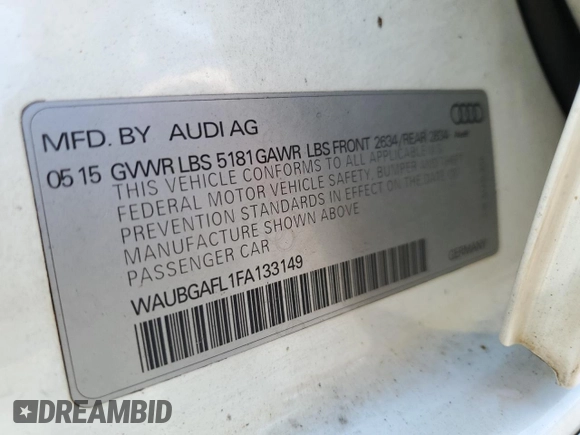 MFD. BY AUDI AG
05 15 GVWR LBS 5181 GAWR LBS FRONT 2634/REAR 2634
THIS VEHICLE CONFORMS TO ALL APPLICABLE
FEDERAL MOTOR VEHICLE SAFETY, BUMPER AND THEFT
PREVENTION STANDARDS IN EFFECT ON THE DATE OF
MANUFACTURE SHOWN ABOVE
PASSENGER CAR
WAUBGAFL1FA133149
GERMANY
DREAMBID